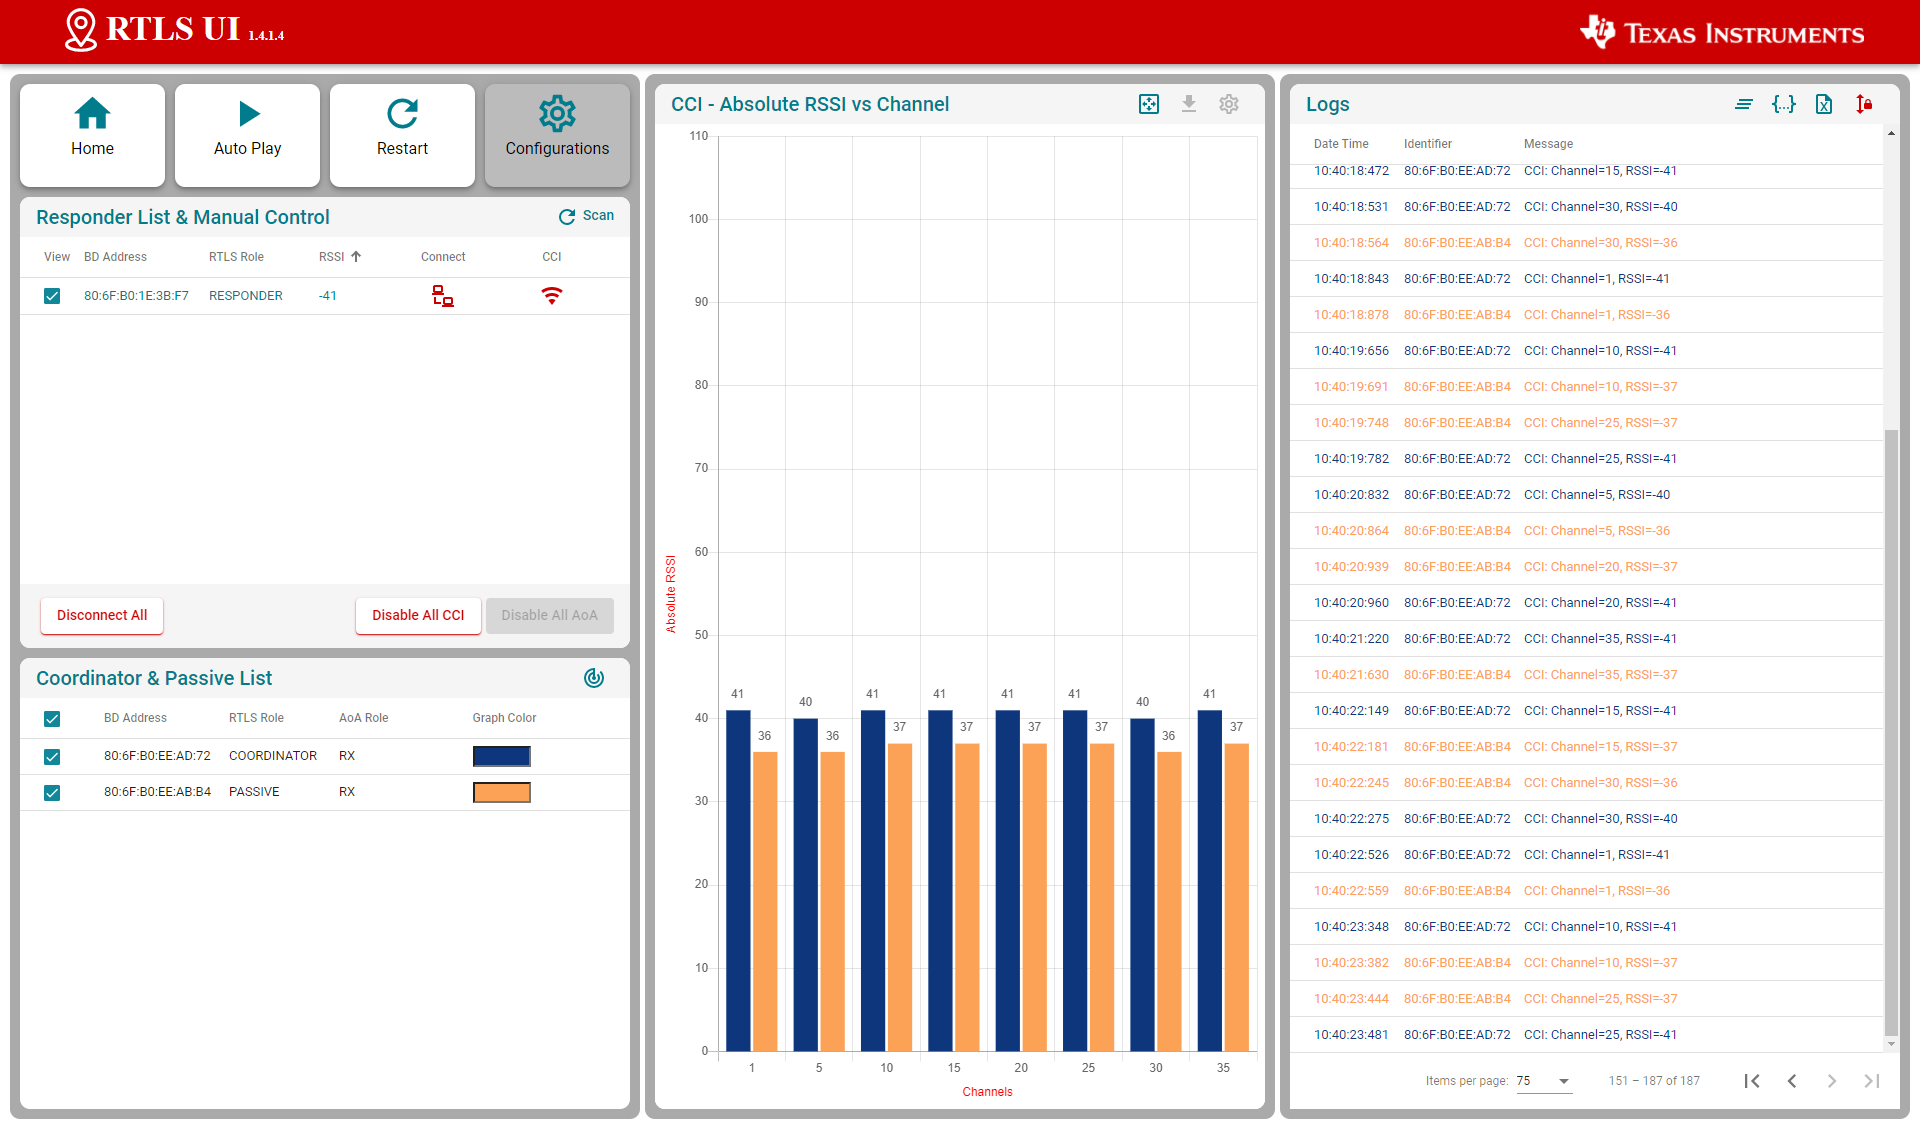 RTLS UI 1.4.1.4
TEXAS INSTRUMENTS
Home
Auto Play
Restart
Configurations
Responder List & Manual Control
Scan
View BD Address RTLS Role RSSI Connect CCI
80:6F:B0:1E:3B:F7 RESPONDER -41
Disconnect All
Disable All CCI
Disable All AoA
Coordinator & Passive List
BD Address RTLS Role AoA Role Graph Color
80:6F:B0:EE:AD:72 COORDINATOR RX
80:6F:B0:EE:AB:B4 PASSIVE RX
CCI - Absolute RSSI vs Channel
110
100
90
80
70
60
50
40
30
20
10
0
Absolute RSSI
41 36 40 36 41 37 41 37 41 37 41 37 40 36 41 37
1 5 10 15 20 25 30 35
Channels
Logs
Date Time Identifier Message
10:40:18:472 80:6F:B0:EE:AD:72 CCI: Channel=15, RSSI=-41
10:40:18:531 80:6F:B0:EE:AD:72 CCI: Channel=30, RSSI=-40
10:40:18:564 80:6F:B0:EE:AB:B4 CCI: Channel=30, RSSI=-36
10:40:18:843 80:6F:B0:EE:AD:72 CCI: Channel=1, RSSI=-41
10:40:18:878 80:6F:B0:EE:AB:B4 CCI: Channel=1, RSSI=-36
10:40:19:656 80:6F:B0:EE:AD:72 CCI: Channel=10, RSSI=-41
10:40:19:691 80:6F:B0:EE:AB:B4 CCI: Channel=10, RSSI=-37
10:40:19:748 80:6F:B0:EE:AB:B4 CCI: Channel=25, RSSI=-37
10:40:19:782 80:6F:B0:EE:AD:72 CCI: Channel=25, RSSI=-41
10:40:20:832 80:6F:B0:EE:AD:72 CCI: Channel=5, RSSI=-40
10:40:20:864 80:6F:B0:EE:AB:B4 CCI: Channel=5, RSSI=-36
10:40:20:939 80:6F:B0:EE:AB:B4 CCI: Channel=20, RSSI=-37
10:40:20:960 80:6F:B0:EE:AD:72 CCI: Channel=20, RSSI=-41
10:40:21:220 80:6F:B0:EE:AD:72 CCI: Channel=35, RSSI=-41
10:40:21:630 80:6F:B0:EE:AB:B4 CCI: Channel=35, RSSI=-37
10:40:22:149 80:6F:B0:EE:AD:72 CCI: Channel=15, RSSI=-41
10:40:22:181 80:6F:B0:EE:AB:B4 CCI: Channel=15, RSSI=-37
10:40:22:245 80:6F:B0:EE:AB:B4 CCI: Channel=30, RSSI=-36
10:40:22:275 80:6F:B0:EE:AD:72 CCI: Channel=30, RSSI=-40
10:40:22:526 80:6F:B0:EE:AD:72 CCI: Channel=1, RSSI=-41
10:40:22:559 80:6F:B0:EE:AB:B4 CCI: Channel=1, RSSI=-36
10:40:23:348 80:6F:B0:EE:AD:72 CCI: Channel=10, RSSI=-41
10:40:23:382 80:6F:B0:EE:AB:B4 CCI: Channel=10, RSSI=-37
10:40:23:444 80:6F:B0:EE:AB:B4 CCI: Channel=25, RSSI=-37
10:40:23:481 80:6F:B0:EE:AD:72 CCI: Channel=25, RSSI=-41
Items per page: 75 151 – 187 of 187